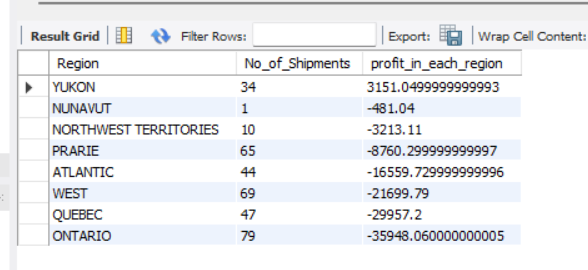 Result Grid Filter Rows: Export: Wrap Cell Content:
Region No_of_Shipments profit_in_each_region
YUKON 34 3151.0499999999993
NUNAVUT 1 -481.04
NORTHWEST TERRITORIES 10 -3213.11
PRARIE 65 -8760.299999999997
ATLANTIC 44 -16559.729999999996
WEST 69 -21699.79
QUEBEC 47 -29957.2
ONTARIO 79 -35948.060000000005